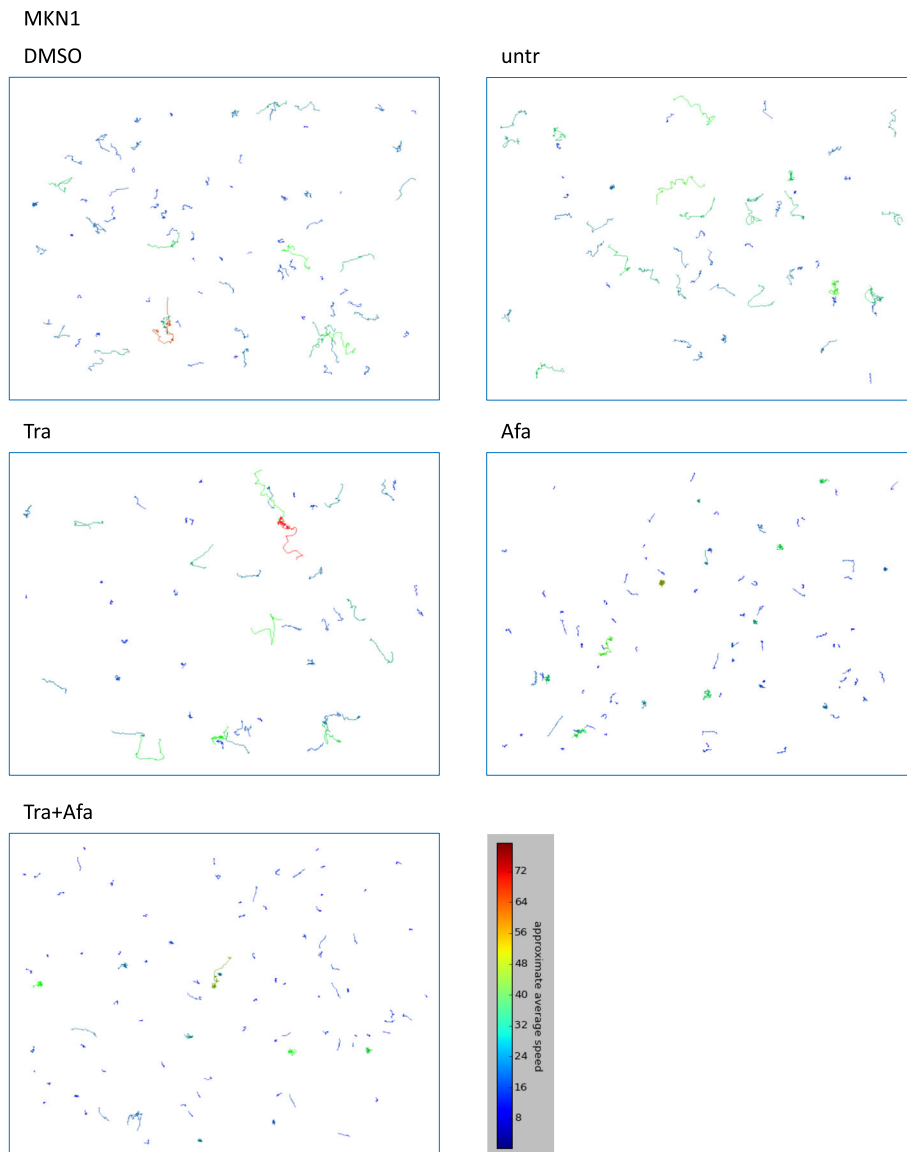 MKN1
DMSO
untr
Tra
Afa
Tra+Afa
72
64
56
48
40
32
24
16
8
approximate average speed